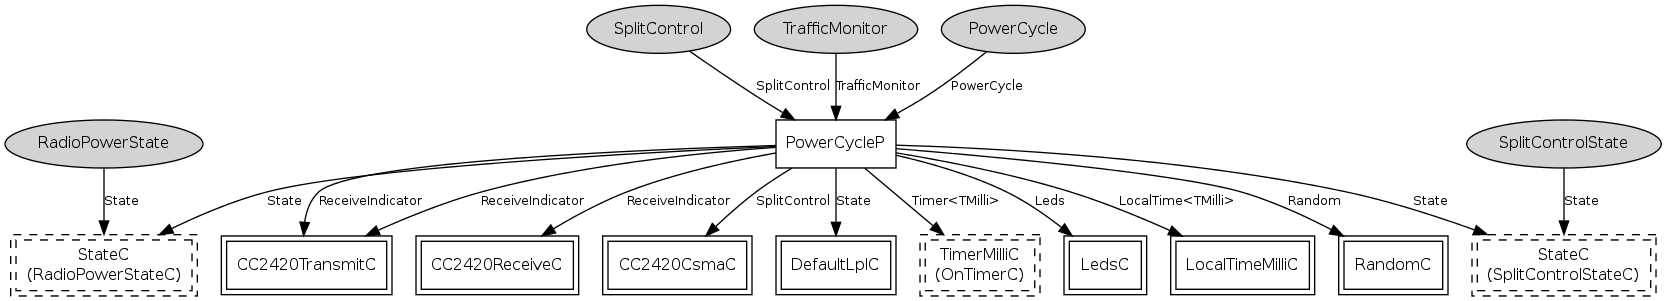 SplitControl
TrafficMonitor
PowerCycle
SplitControl
TrafficMonitor
PowerCycle
RadioPowerState
PowerCycleP
SplitControlState
State
State
ReceiveIndicator
ReceiveIndicator
ReceiveIndicator
SplitControl
State
Timer<TMilli>
Leds
LocalTime<TMilli>
Random
State
State
StateC
(RadioPowerStateC)
CC2420TransmitC
CC2420ReceiveC
CC2420CsmaC
DefaultLplC
TimerMilliC
(OnTimerC)
LedsC
LocalTimeMilliC
RandomC
StateC
(SplitControlStateC)